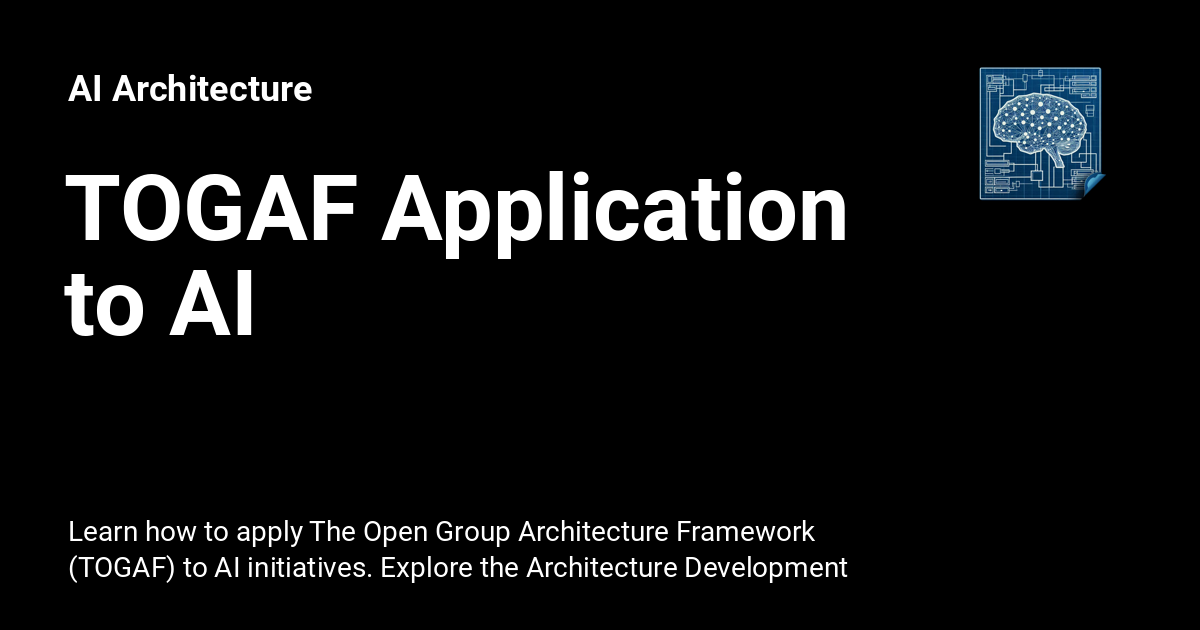 AI Architecture
TOGAF Application
to AI
Learn how to apply The Open Group Architecture Framework
(TOGAF) to AI initiatives. Explore the Architecture Development